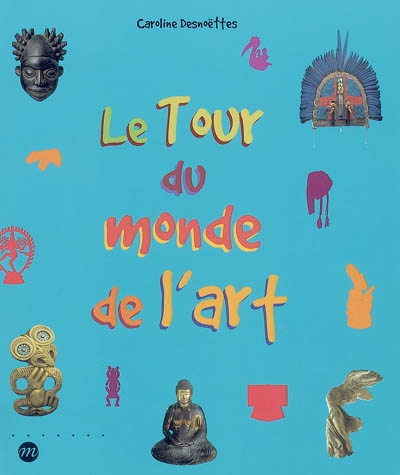 Caroline Desnoëttes
Le Tour
du
monde
de l'art
m